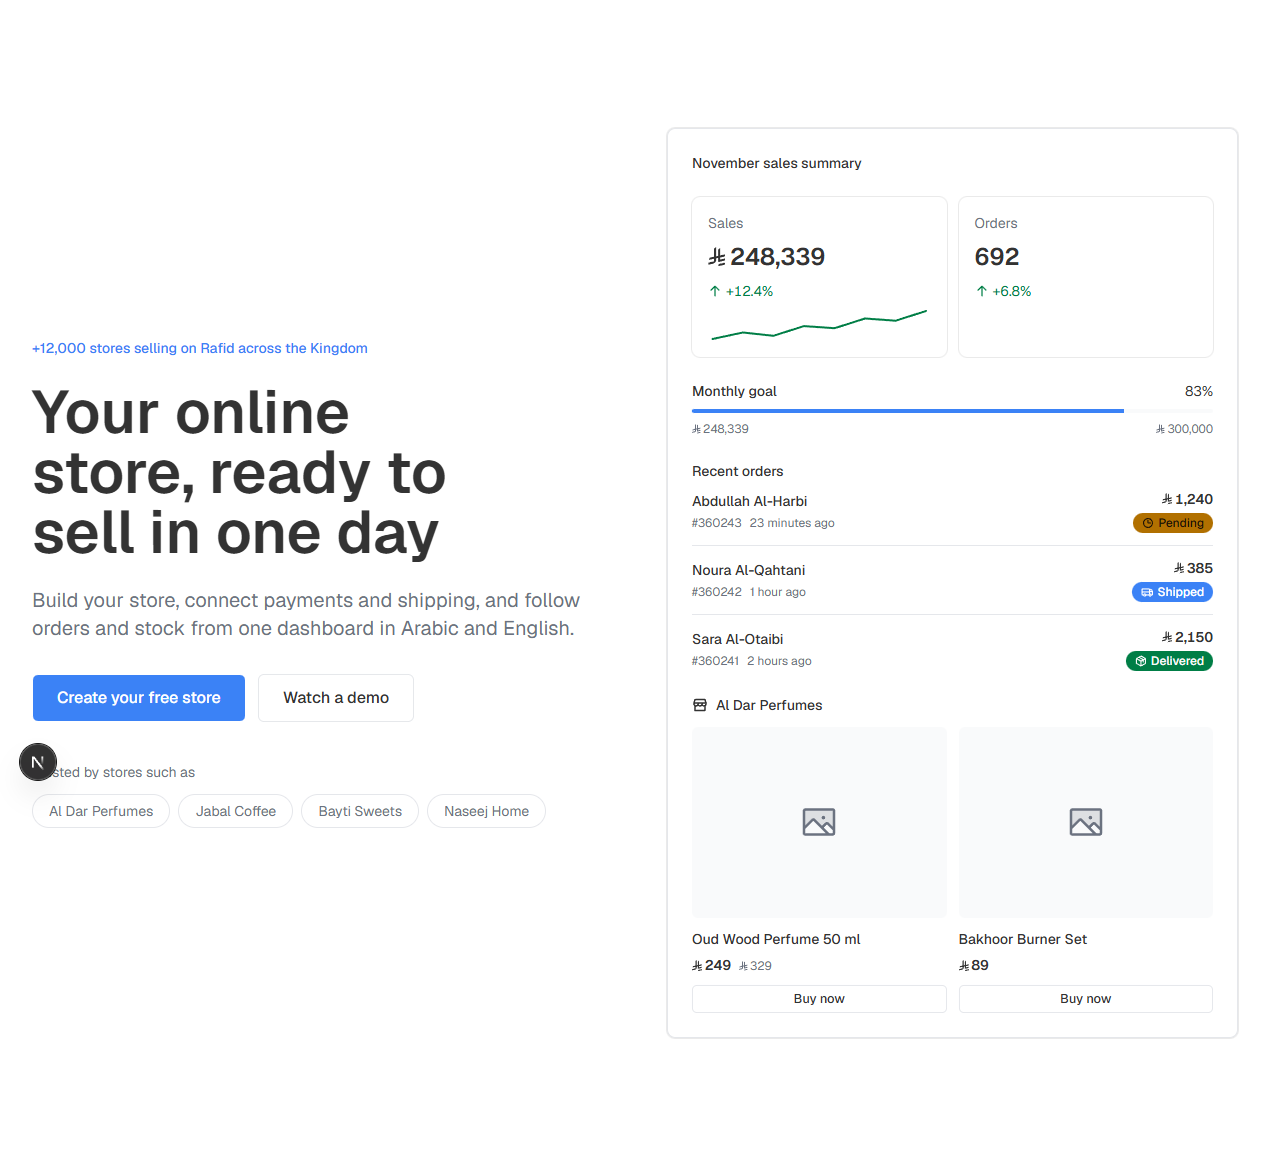 +12,000 stores selling on Rafid across the Kingdom
Your online
store, ready to
sell in one day
Build your store, connect payments and shipping, and follow
orders and stock from one dashboard in Arabic and English.
Create your free store
Watch a demo
N
sted by stores such as
Al Dar Perfumes
Jabal Coffee
Bayti Sweets
Naseej Home
November sales summary
Sales
⃁ 248,339
+12.4%
Orders
692
+6.8%
Monthly goal
83%
⃁ 248,339
⃁ 300,000
Recent orders
Abdullah Al-Harbi
⃁ 1,240
#360243 23 minutes ago
Pending
Noura Al-Qahtani
⃁ 385
#360242 1 hour ago
Shipped
Sara Al-Otaibi
⃁ 2,150
#360241 2 hours ago
Delivered
Al Dar Perfumes
Oud Wood Perfume 50 ml
⃁ 249 ⃁ 329
Buy now
Bakhoor Burner Set
⃁ 89
Buy now